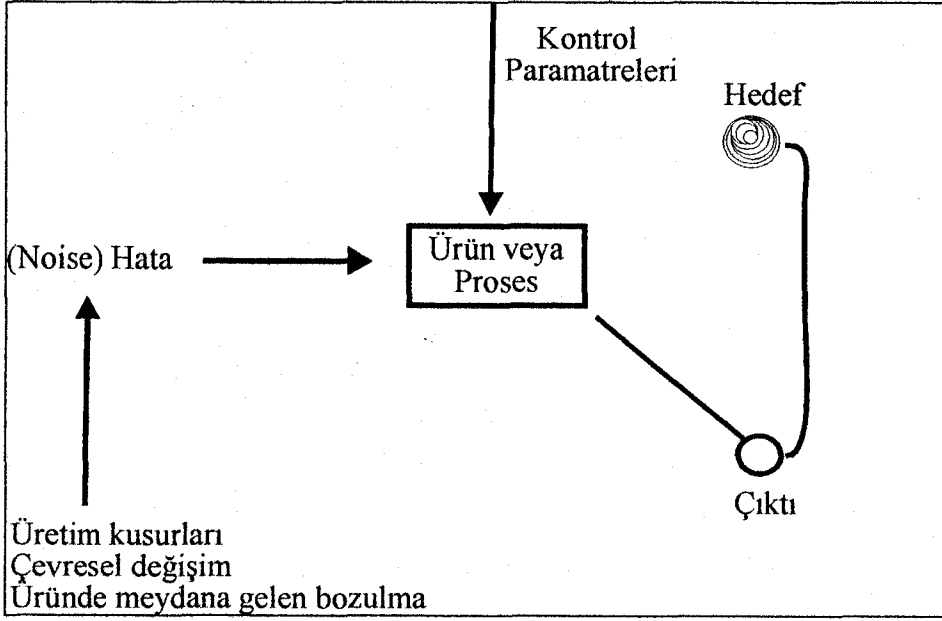 Kontrol
Paramatreleri
Hedef
(Noise) Hata
Ürün veya
Proses
Çıktı
Üretim kusurları
Çevresel değişim
Üründe meydana gelen bozulma